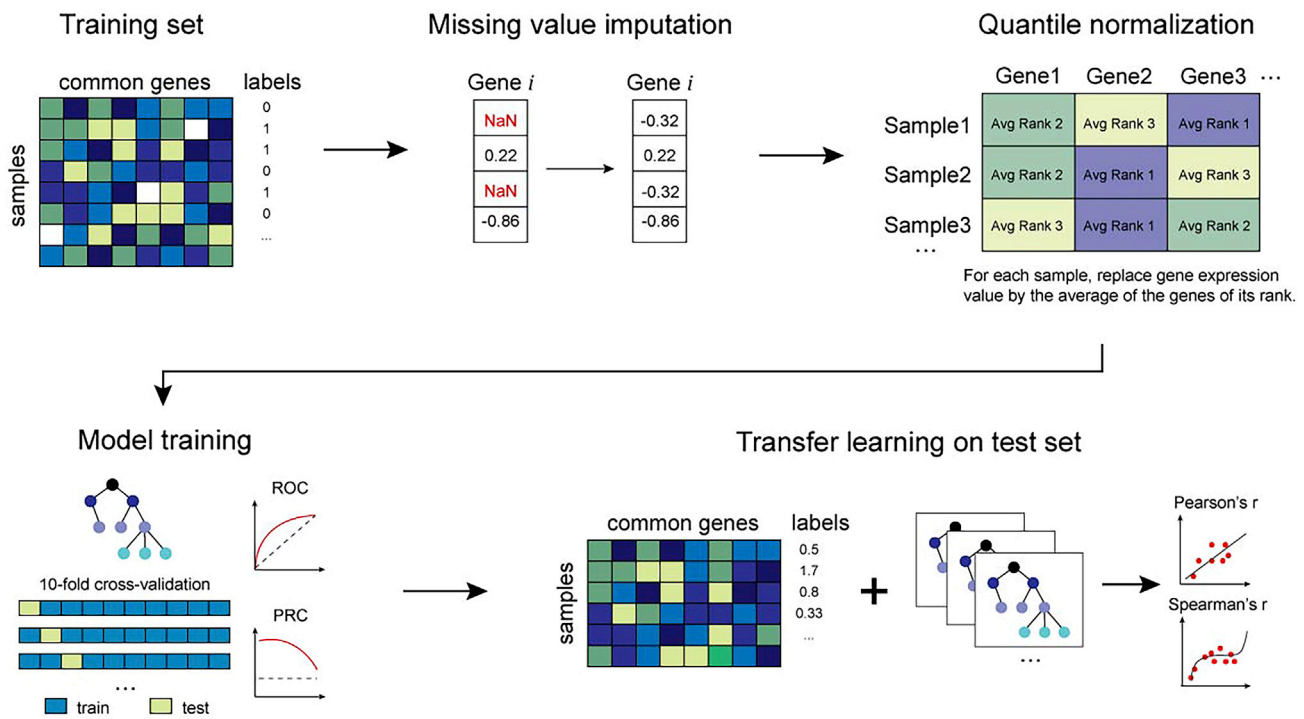 Training set
common genes
labels
samples
0
1
1
0
1
0
...
Missing value imputation
Gene i
NaN
0.22
NaN
-0.86
Gene i
-0.32
0.22
-0.32
-0.86
Quantile normalization
Gene1 Gene2 Gene3 ...
Sample1 Avg Rank 2 Avg Rank 3 Avg Rank 1
Sample2 Avg Rank 2 Avg Rank 1 Avg Rank 3
Sample3 Avg Rank 3 Avg Rank 1 Avg Rank 2
...
For each sample, replace gene expression
value by the average of the genes of its rank.
Model training
ROC
10-fold cross-validation
PRC
...
train test
Transfer learning on test set
common genes
labels
samples
0.5
1.7
0.8
0.33
...
+
...
Pearson's r
Spearman's r